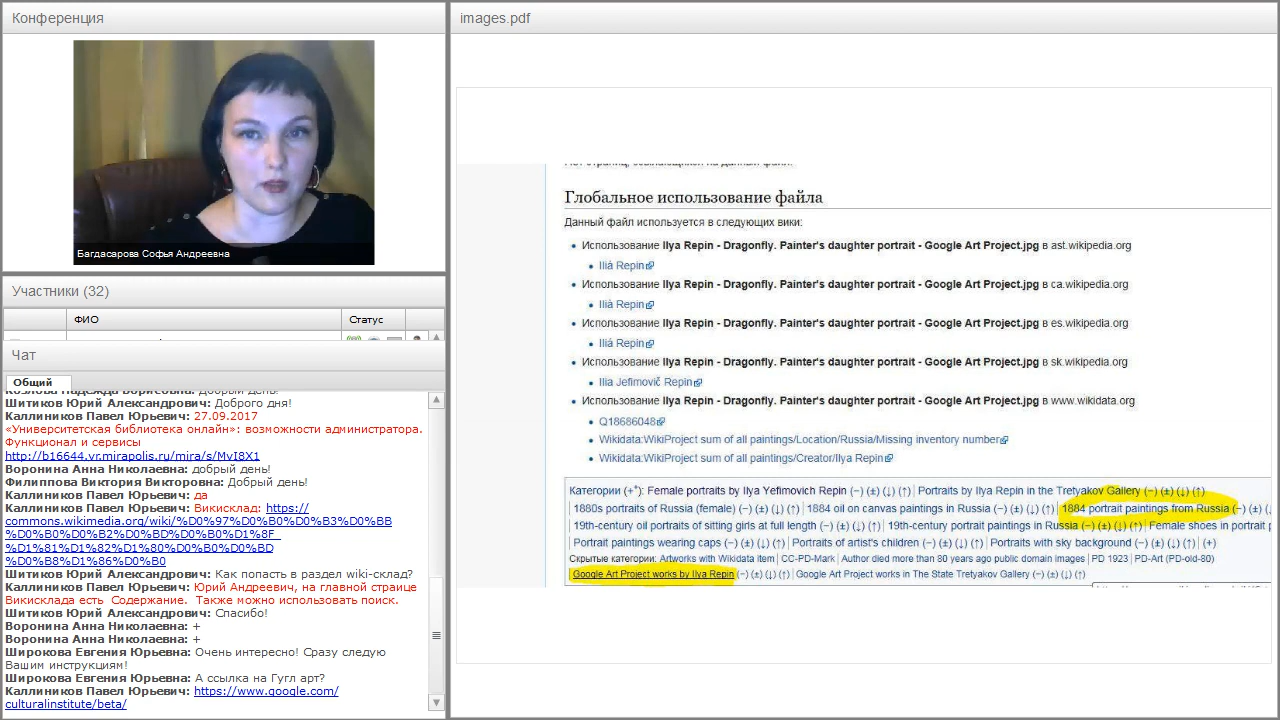 Конференция
Багдасарова Софья Андреевна
Участники (32)
ФИО
Статус
Чат
Общий
Козлова Надежда Борисовна: Добрый день!
Шитиков Юрий Александрович: Доброго дня!
Каллиников Павел Юрьевич: 27.09.2017
«Университетская библиотека онлайн»: возможности администратора.
Функционал и сервисы
http://b16644.vr.mirapolis.ru/mira/s/MvI8X1
Воронина Анна Николаевна: добрый день!
Филиппова Виктория Викторовна: Добрый день!
Каллиников Павел Юрьевич: да
Каллиников Павел Юрьевич: Викисклад: https://
commons.wikimedia.org/wiki/%D0%97%D0%B0%D0%B3%D0%BB
%D0%B0%D0%B2%D0%BD%D0%B0%D1%8F_
%D1%81%D1%82%D1%80%D0%B0%D0%BD
%D0%B8%D1%86%D0%B0
Шитиков Юрий Александрович: Как попасть в раздел wiki-склад?
Каллиников Павел Юрьевич: Юрий Андреевич, на главной страице
Викисклада есть Содержание. Также можно использовать поиск.
Шитиков Юрий Александрович: Спасибо!
Воронина Анна Николаевна: +
Воронина Анна Николаевна: +
Широкова Евгения Юрьевна: Очень интересно! Сразу следую
Вашим инструкциям!
Широкова Евгения Юрьевна: А ссылка на Гугл арт?
Каллиников Павел Юрьевич: https://www.google.com/
culturalinstitute/beta/
images.pdf
Глобальное использование файла
Данный файл используется в следующих вики:
Использование Ilya Repin - Dragonfly. Painter's daughter portrait - Google Art Project.jpg в ast.wikipedia.org
Ilià Repin
Использование Ilya Repin - Dragonfly. Painter's daughter portrait - Google Art Project.jpg в ca.wikipedia.org
Ilià Repin
Использование Ilya Repin - Dragonfly. Painter's daughter portrait - Google Art Project.jpg в es.wikipedia.org
Ilià Repin
Использование Ilya Repin - Dragonfly. Painter's daughter portrait - Google Art Project.jpg в sk.wikipedia.org
Ilia Jefimovič Repin
Использование Ilya Repin - Dragonfly. Painter's daughter portrait - Google Art Project.jpg в www.wikidata.org
Q18686048
Wikidata:WikiProject sum of all paintings/Location/Russia/Missing inventory number
Wikidata:WikiProject sum of all paintings/Creator/Ilya Repin
Категории (+⁺): Female portraits by Ilya Yefimovich Repin (−) (±) (↓) (↑) | Portraits by Ilya Repin in the Tretyakov Gallery (−) (±) (↓) (↑)
| 1880s portraits of Russia (female) (−) (±) (↓) (↑) | 1884 oil on canvas paintings in Russia (−) (±) (↓) (↑) | 1884 portrait paintings from Russia (−) (±) (↓)
| 19th-century oil portraits of sitting girls at full length (−) (±) (↓) (↑) | 19th-century portrait paintings in Russia (−) (±) (↓) (↑) | Female shoes in portrait p
| Portrait paintings wearing caps (−) (±) (↓) (↑) | Portraits of artist's children (−) (±) (↓) (↑) | Portraits with sky background (−) (±) (↓) (↑) | (+)
Скрытые категории: Artworks with Wikidata item | CC-PD-Mark | Author died more than 80 years ago public domain images | PD 1923 | PD-Art (PD-old-80)
| Google Art Project works by Ilya Repin (−) (±) (↓) (↑) | Google Art Project works in The State Tretyakov Gallery (−) (±) (↓) (↑)